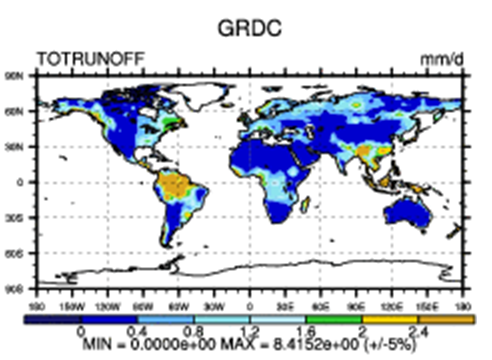 GRDC
TOTRUNOFF mm/d
90N
60N
30N
0
30S
60S
90S
180 150W 120W 90W 60W 30W 0 30E 60E 90E 120E 150E 180
0 0.4 0.8 1.2 1.6 2 2.4
MIN = 0.0000e+00 MAX = 8.4152e+00 (+/-5%)